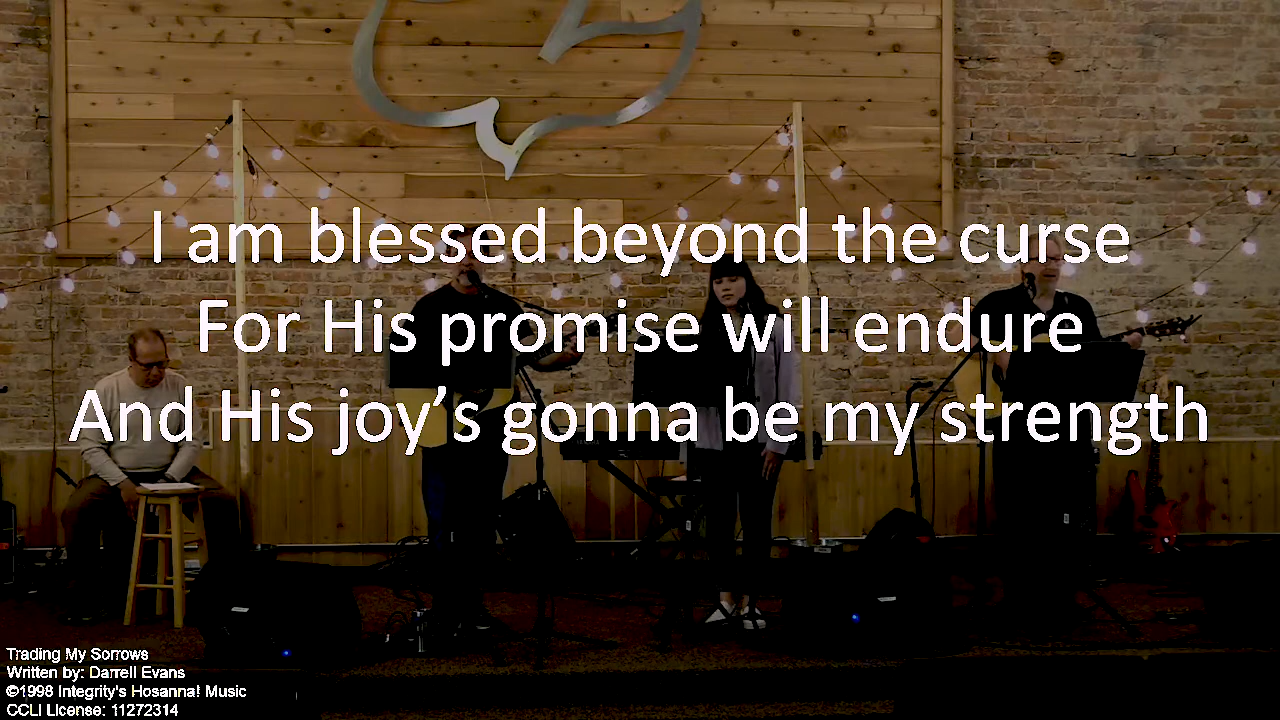 I am blessed beyond the curse
For His promise will endure
And His joy’s gonna be my strength
Trading My Sorrows
Written by: Darrell Evans
©1998 Integrity's Hosanna! Music
CCLI License: 11272314